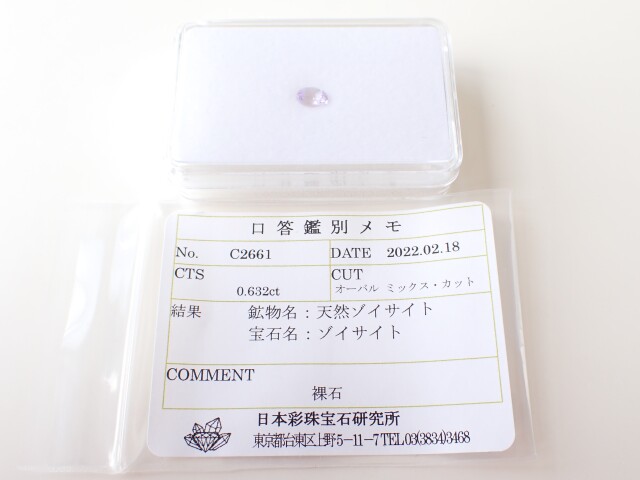 口答鑑別メモ
No. C2661 DATE 2022.02.18
CTS 0.632ct CUT オーバル ミックス・カット
結果 鉱物名：天然ゾイサイト
宝石名：ゾイサイト
COMMENT
裸石
日本彩珠宝石研究所
東京都台東区上野5-11-7 TEL03(3834)3468